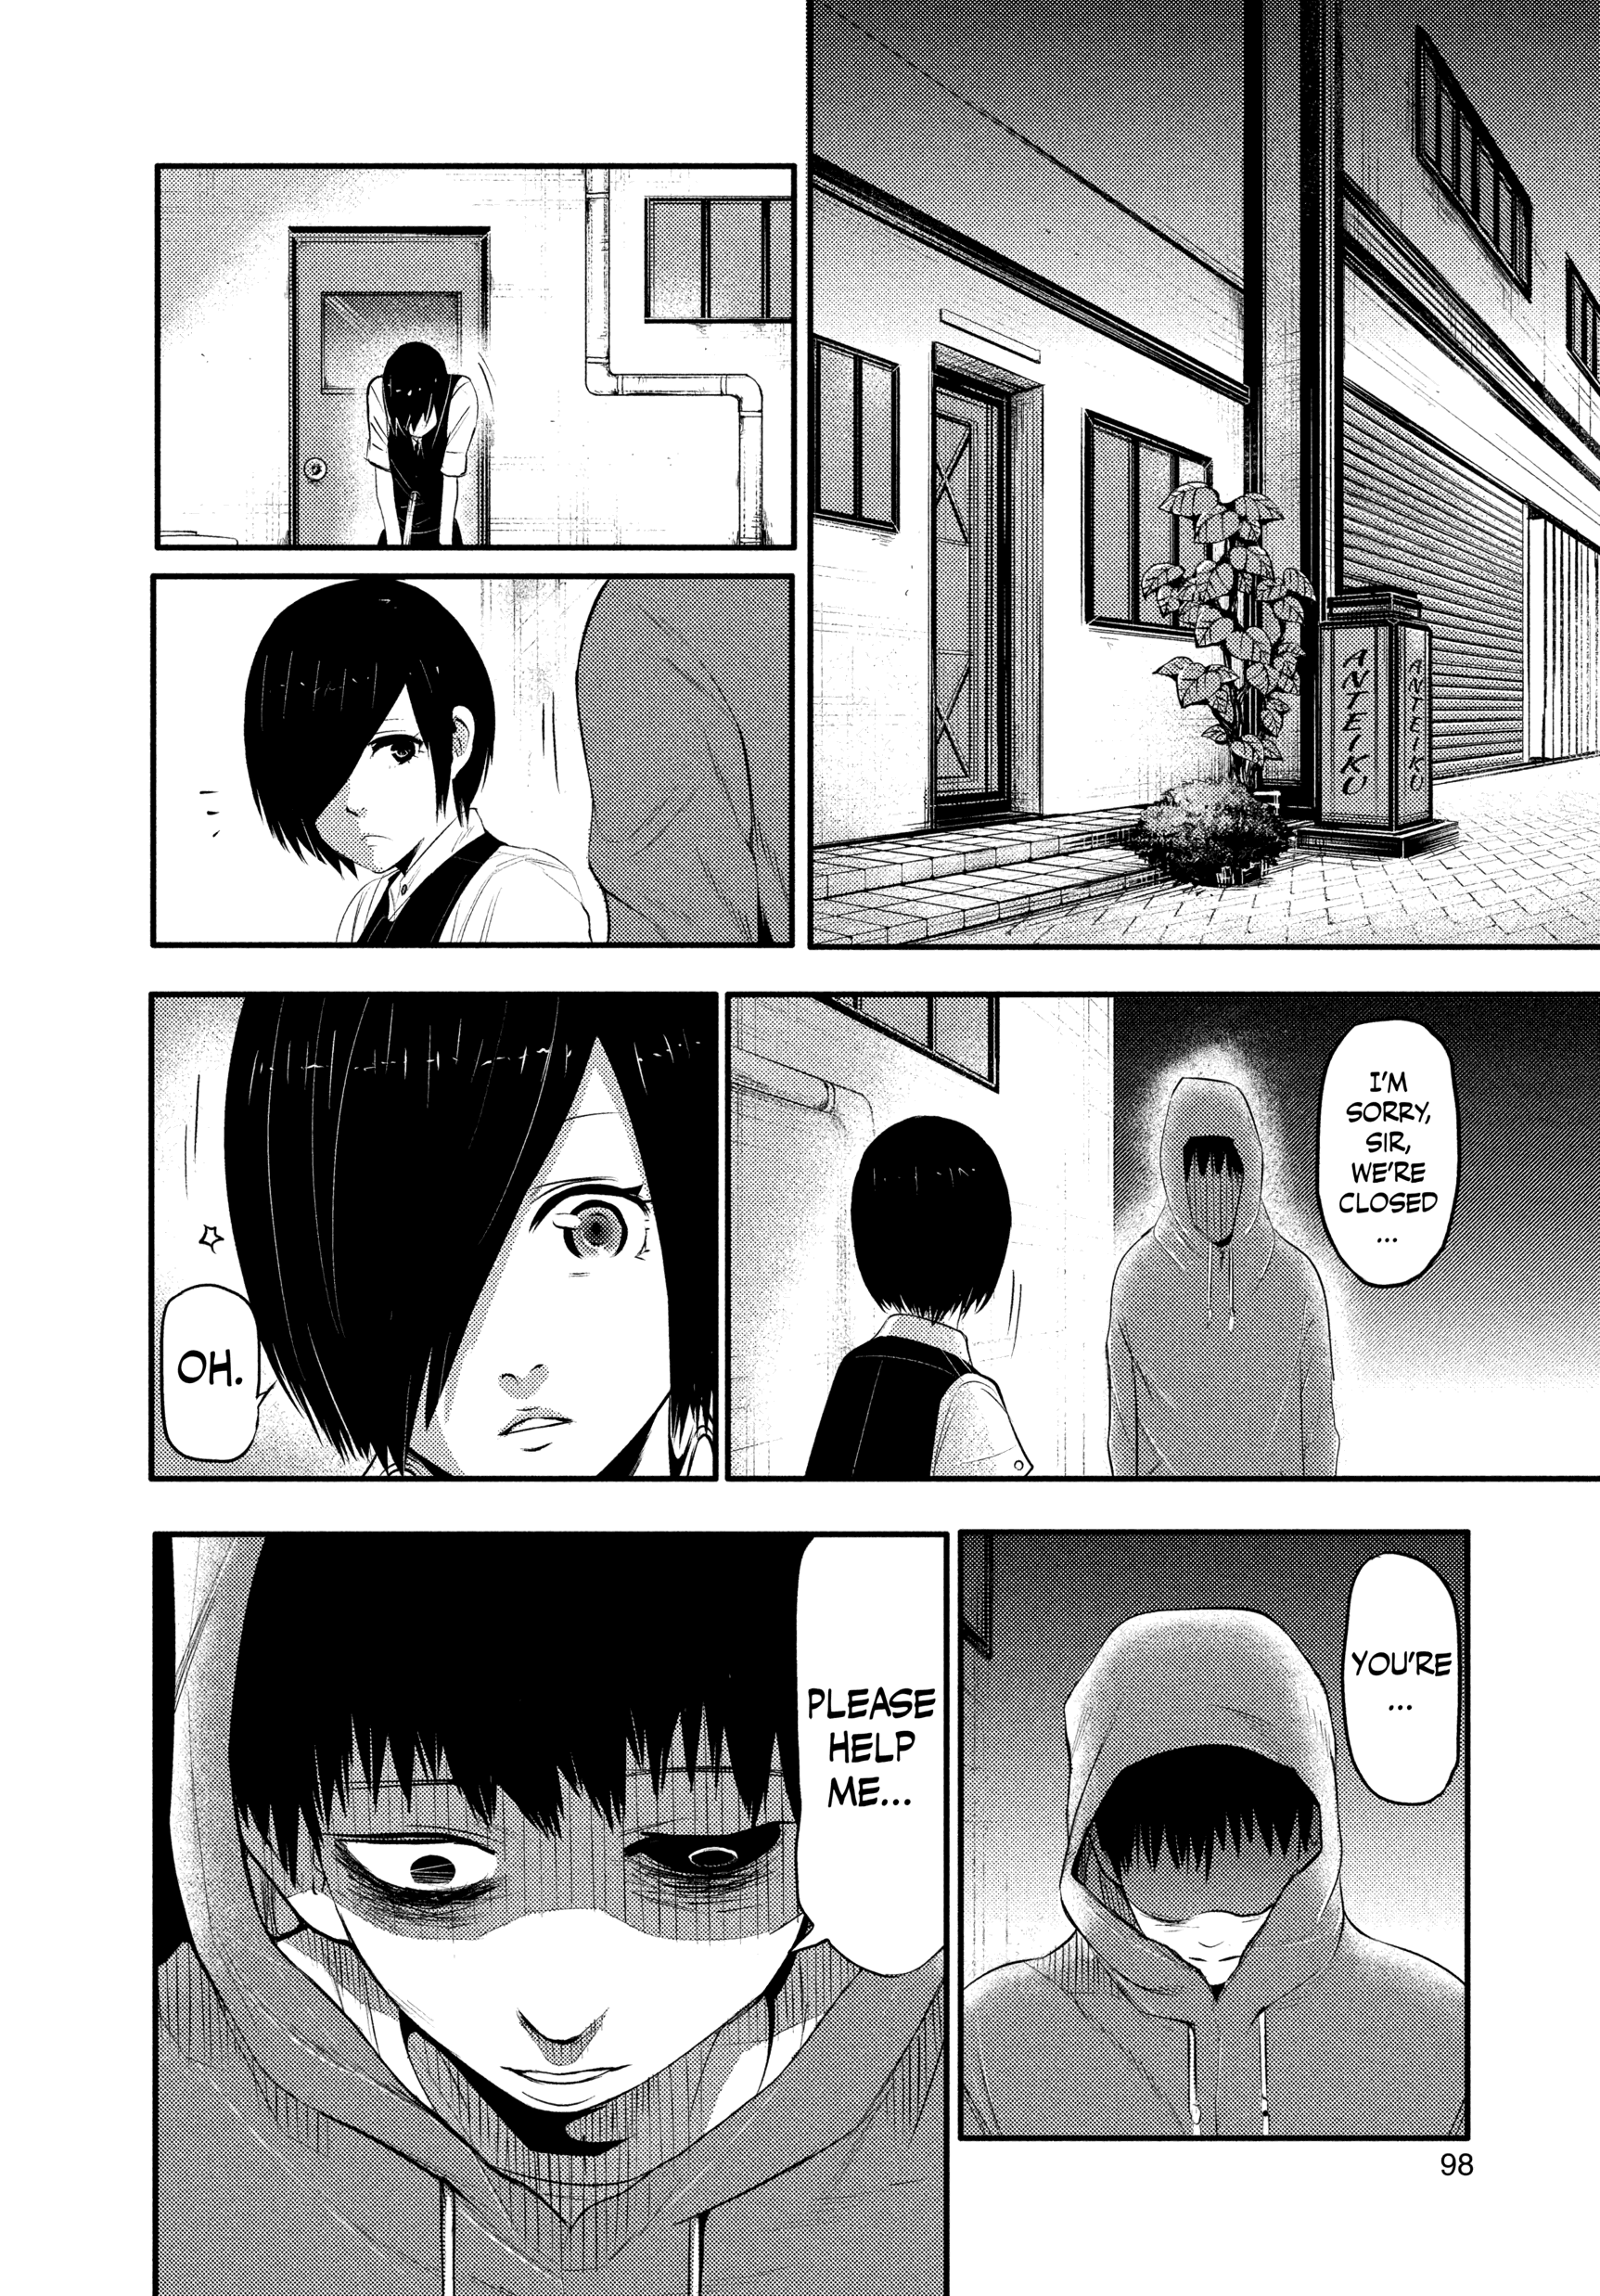 ANTEIKU
ANTEIKU
I'M
SORRY,
SIR,
WE'RE
CLOSED
...
OH.
YOU'RE
...
PLEASE
HELP
ME...
98